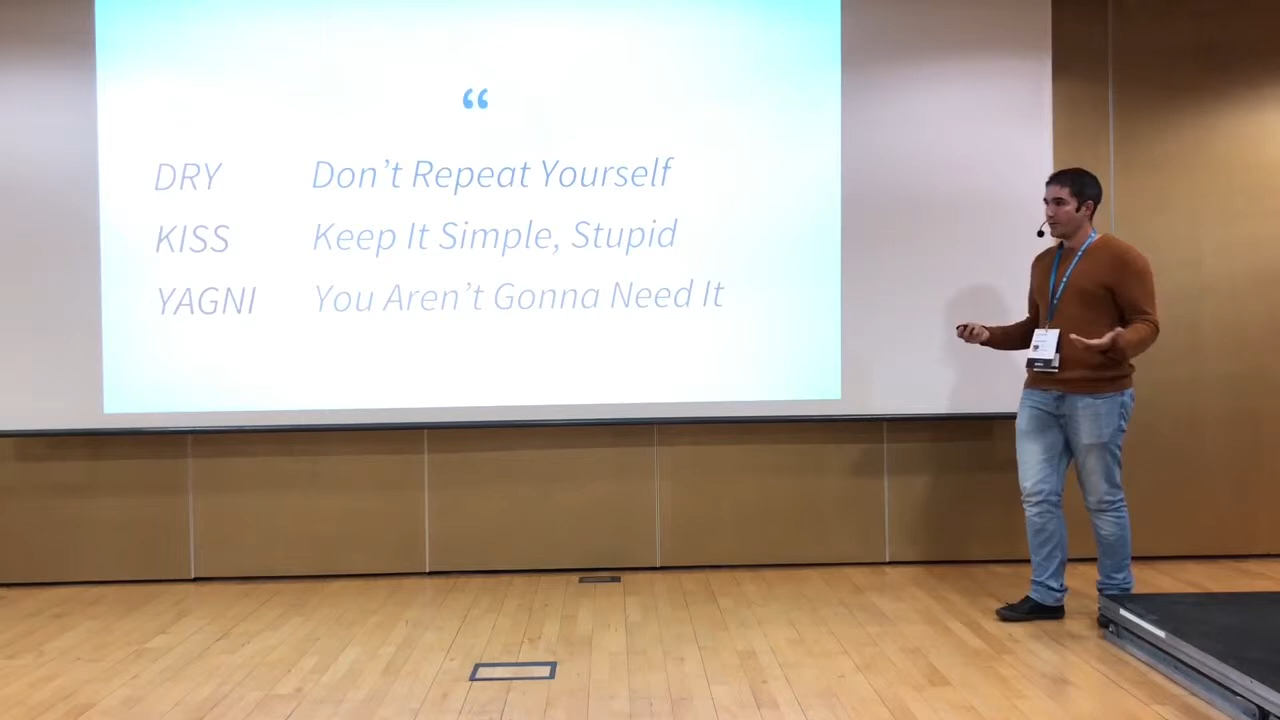 “
DRY Don’t Repeat Yourself
KISS Keep It Simple, Stupid
YAGNI You Aren’t Gonna Need It